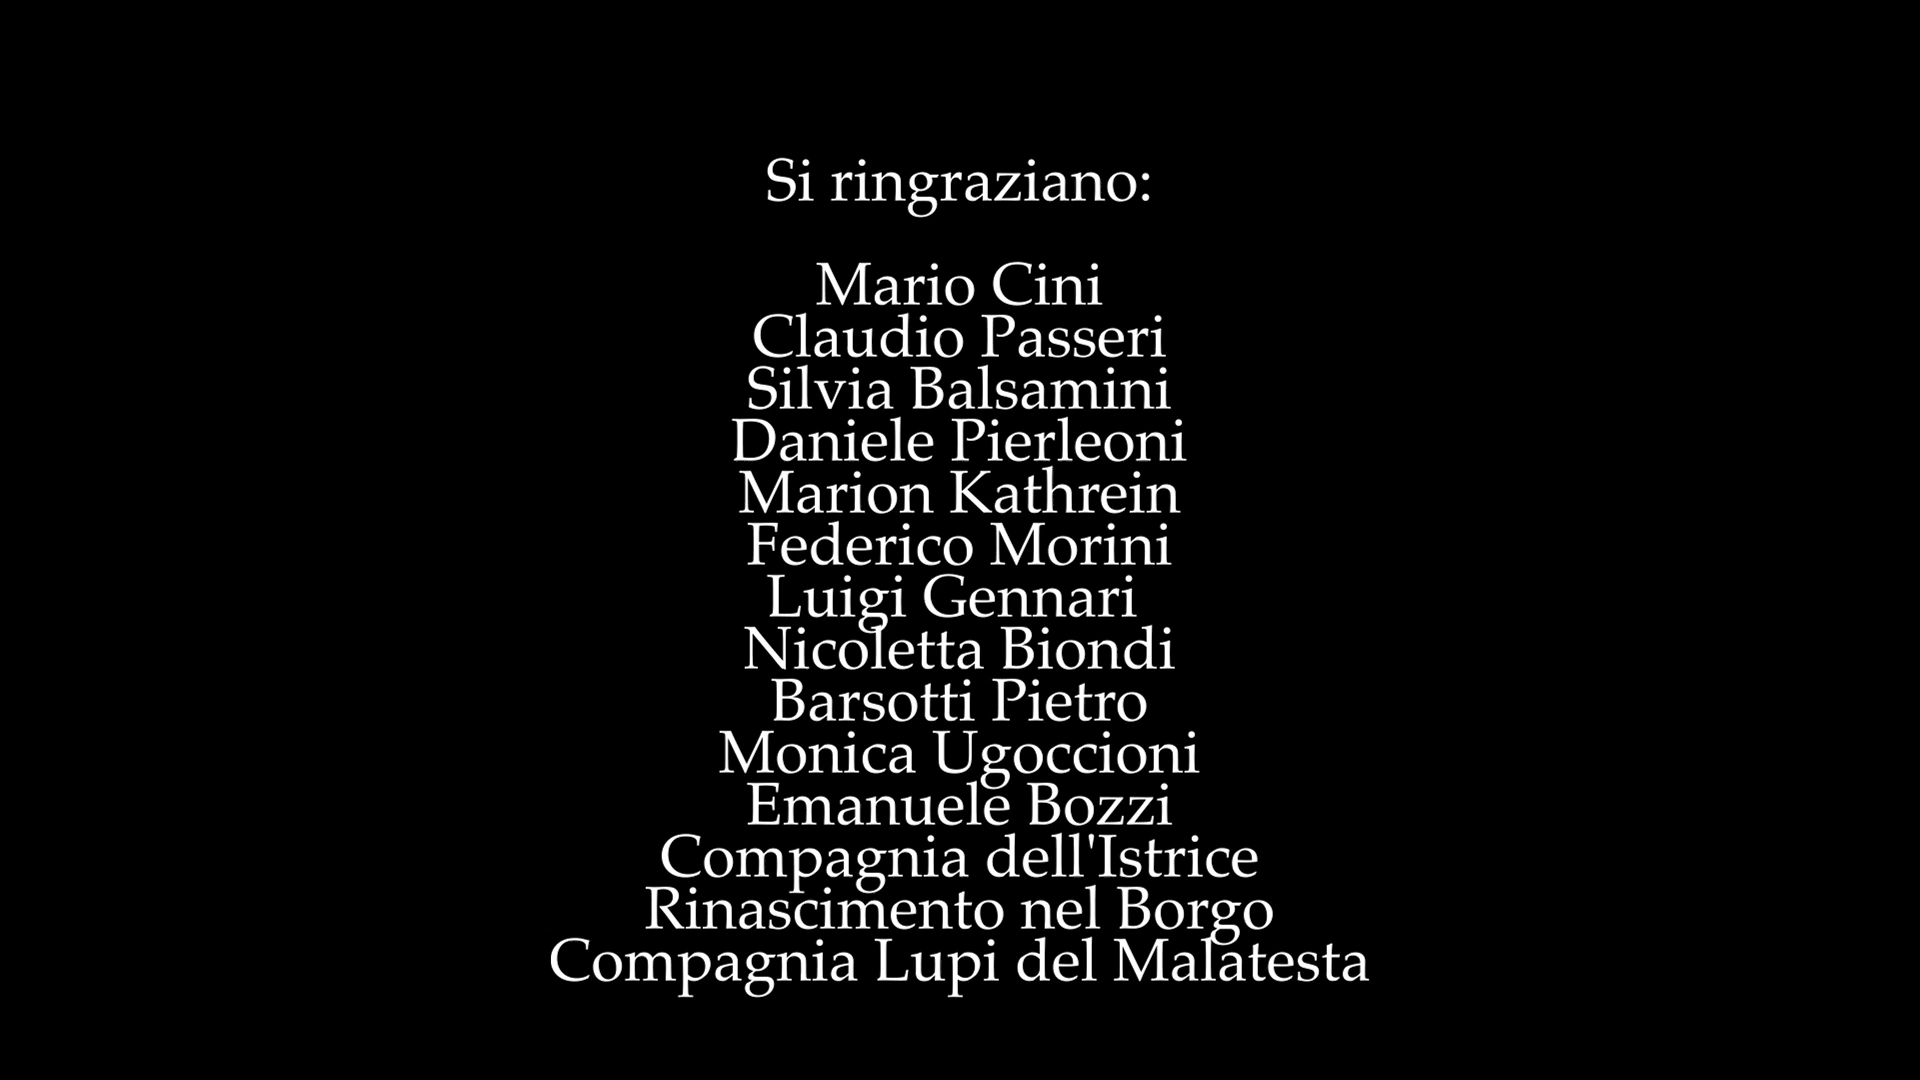 Si ringraziano:
Mario Cini
Claudio Passeri
Silvia Balsamini
Daniele Pierleoni
Marion Kathrein
Federico Morini
Luigi Gennari
Nicoletta Biondi
Barsotti Pietro
Monica Ugoccioni
Emanuele Bozzi
Compagnia dell'Istrice
Rinascimento nel Borgo
Compagnia Lupi del Malatesta